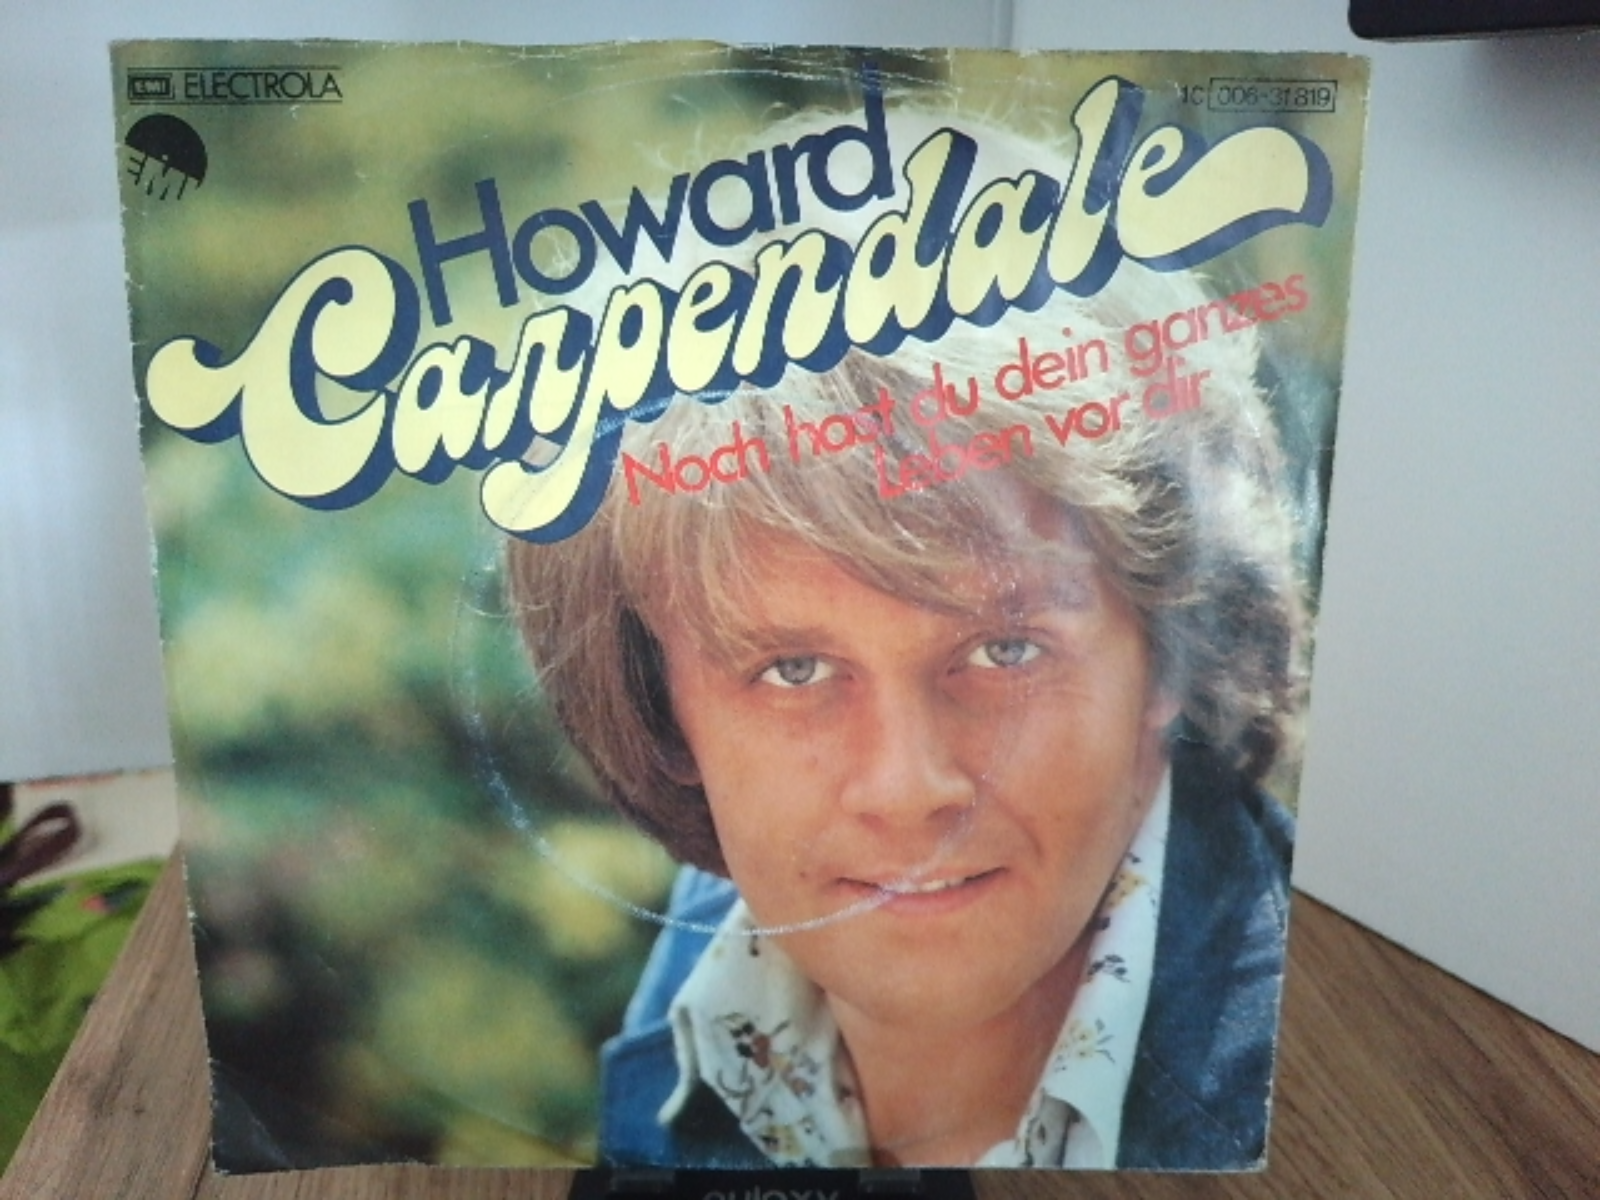 EMI ELECTROLA
EMI
1C 006-31 819
Howard
Carpendale
Noch hast du dein ganzes
Leben vor dir